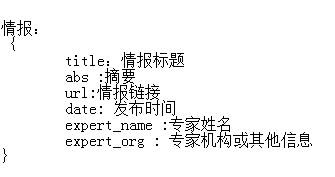 情报：
{
title：情报标题
abs :摘要
url:情报链接
date: 发布时间
expert_name :专家姓名
expert_org : 专家机构或其他信息
}